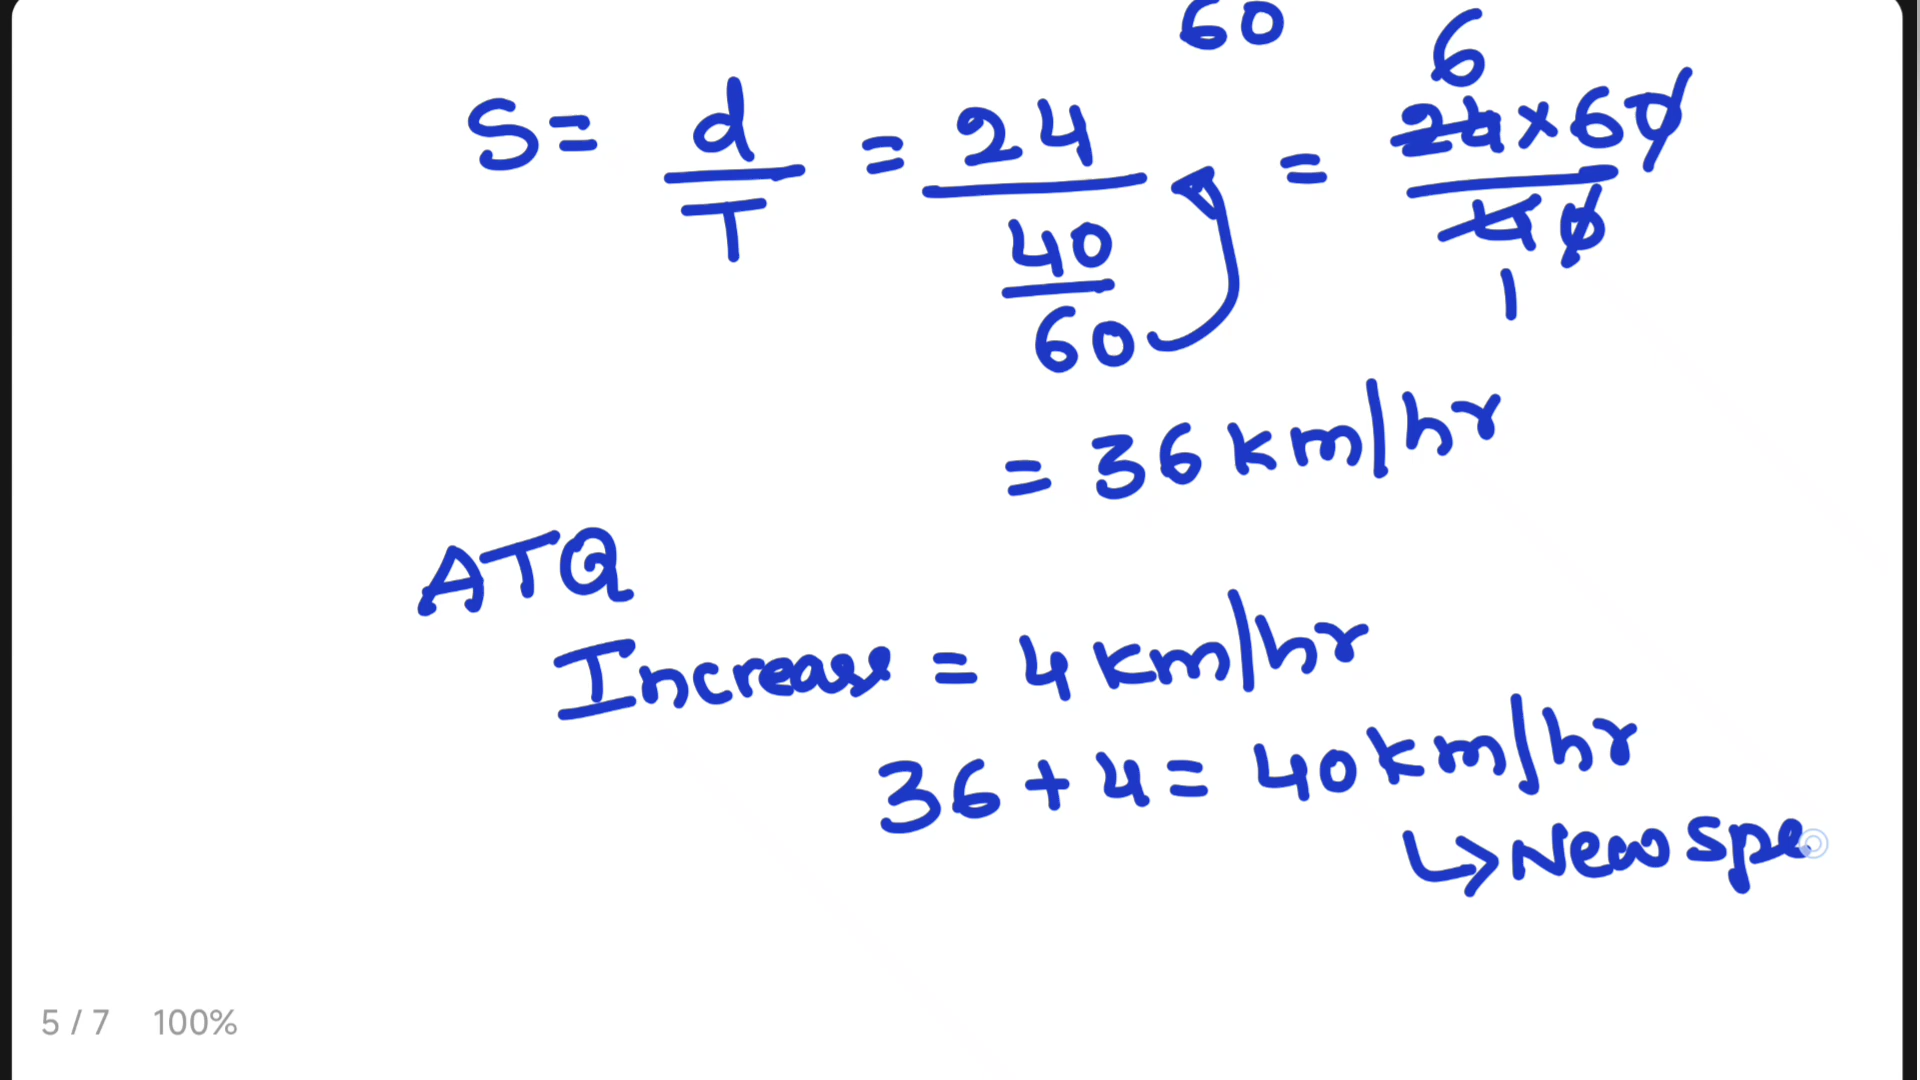 60
S = d/T = 24/(40/60) = 6 24×60/40 1
= 36 km/hr
ATQ
Increase = 4 km/hr
36 + 4 = 40 km/hr
↳ New spe
5 / 7 100%